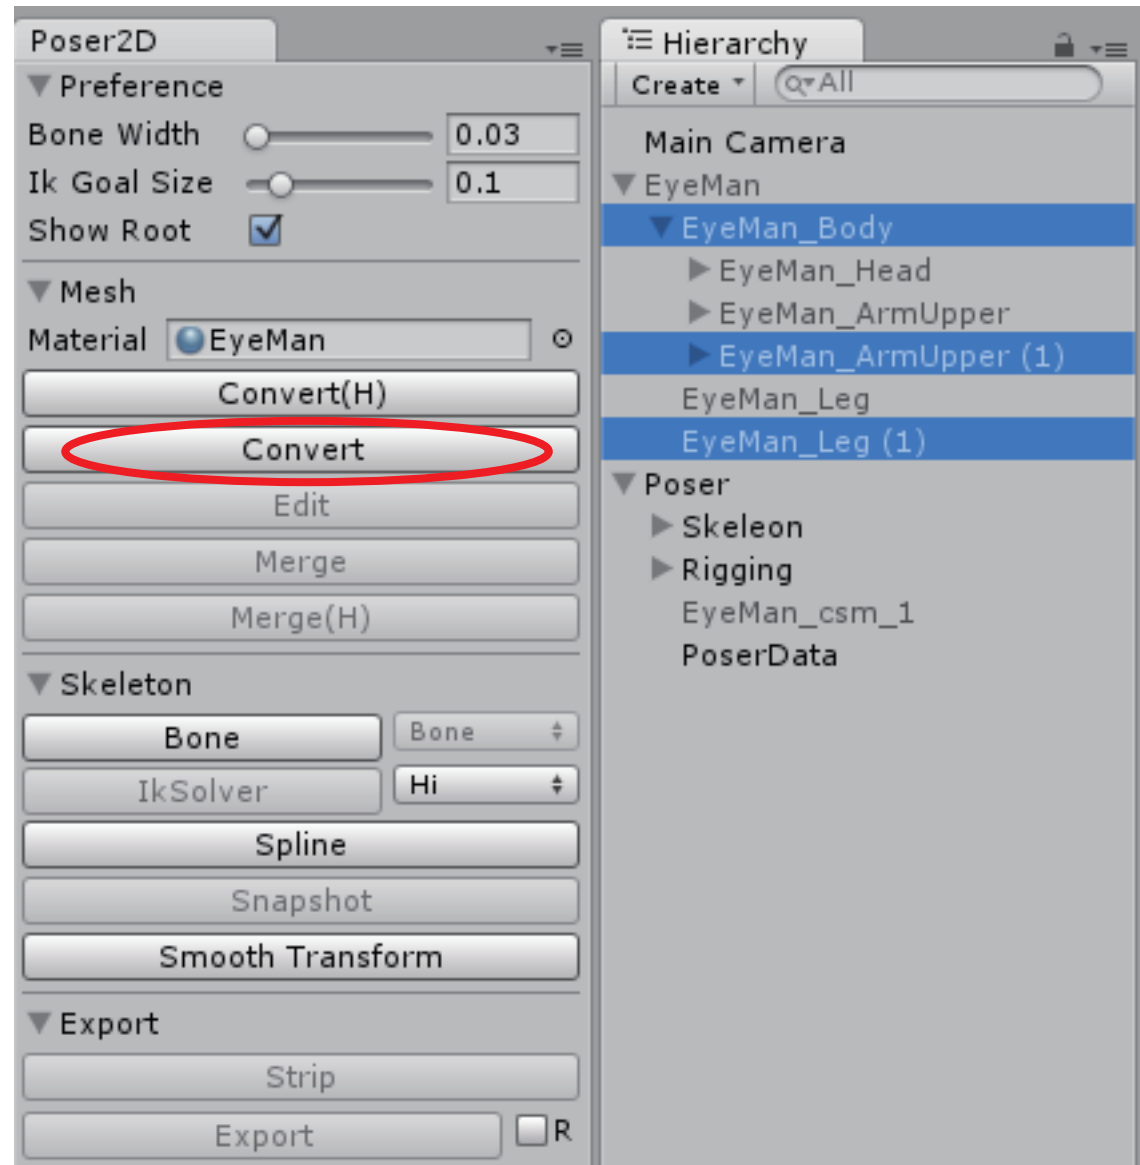 Poser2D
Preference
Bone Width 0.03
Ik Goal Size 0.1
Show Root
Mesh
Material EyeMan
Convert(H)
Convert
Edit
Merge
Merge(H)
Skeleton
Bone Bone
IkSolver Hi
Spline
Snapshot
Smooth Transform
Export
Strip
Export R
Hierarchy
Create All
Main Camera
EyeMan
EyeMan_Body
EyeMan_Head
EyeMan_ArmUpper
EyeMan_ArmUpper (1)
EyeMan_Leg
EyeMan_Leg (1)
Poser
Skeleon
Rigging
EyeMan_csm_1
PoserData